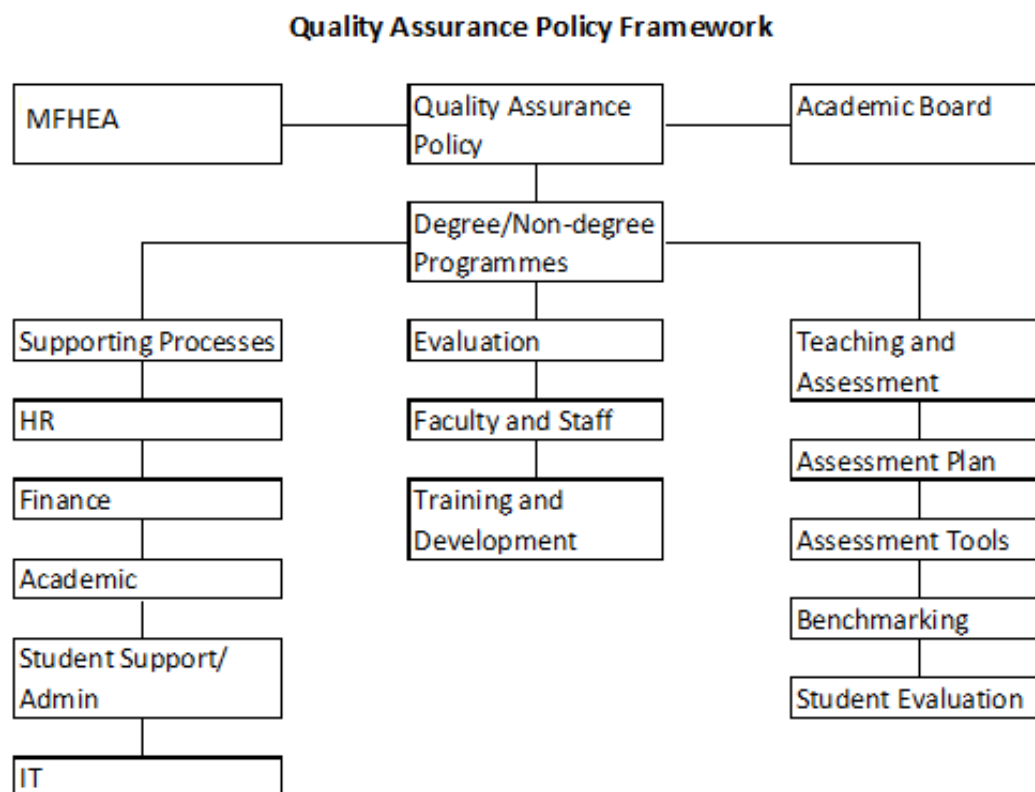 Quality Assurance Policy Framework
MFHEA
Quality Assurance
Policy
Academic Board
Degree/Non-degree
Programmes
Supporting Processes
HR
Finance
Academic
Student Support/
Admin
IT
Evaluation
Faculty and Staff
Training and
Development
Teaching and
Assessment
Assessment Plan
Assessment Tools
Benchmarking
Student Evaluation